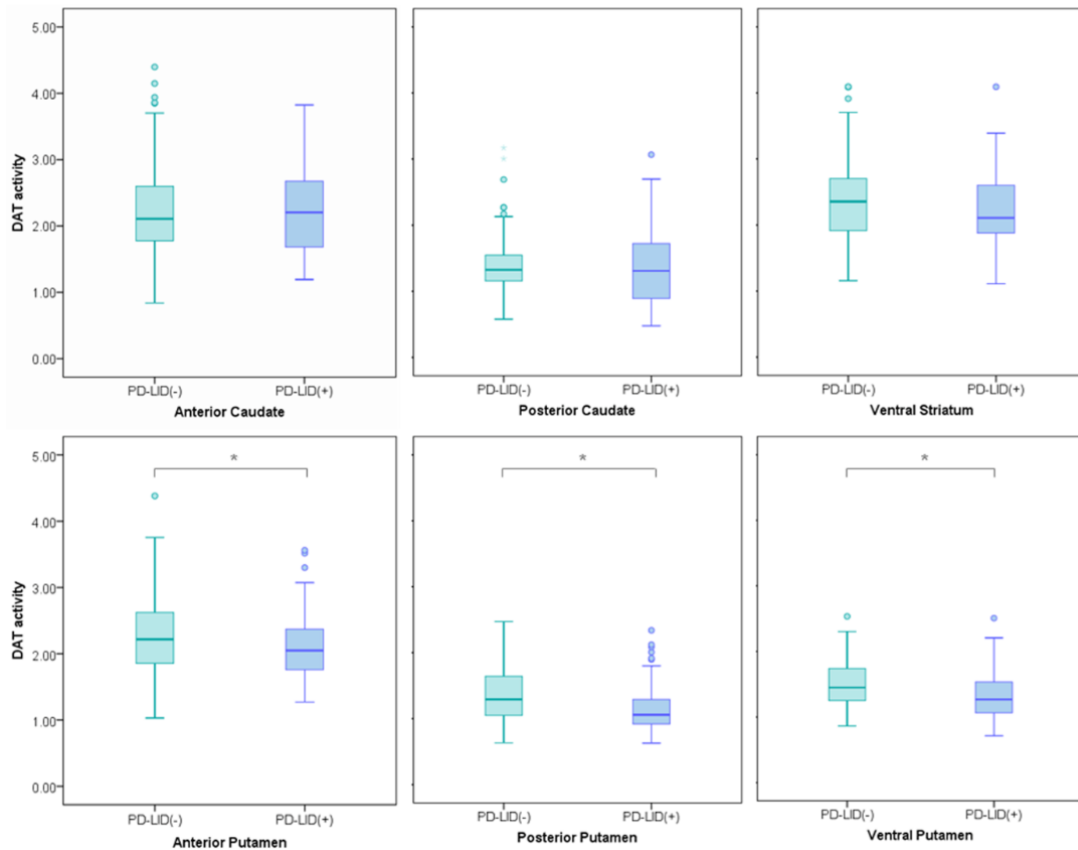 5.00
4.00
3.00
2.00
1.00
0.00
DAT activity
PD-LID(-) PD-LID(+)
Anterior Caudate
PD-LID(-) PD-LID(+)
Posterior Caudate
PD-LID(-) PD-LID(+)
Ventral Striatum
5.00
4.00
3.00
2.00
1.00
0.00
DAT activity
*
PD-LID(-) PD-LID(+)
Anterior Putamen
*
PD-LID(-) PD-LID(+)
Posterior Putamen
*
PD-LID(-) PD-LID(+)
Ventral Putamen